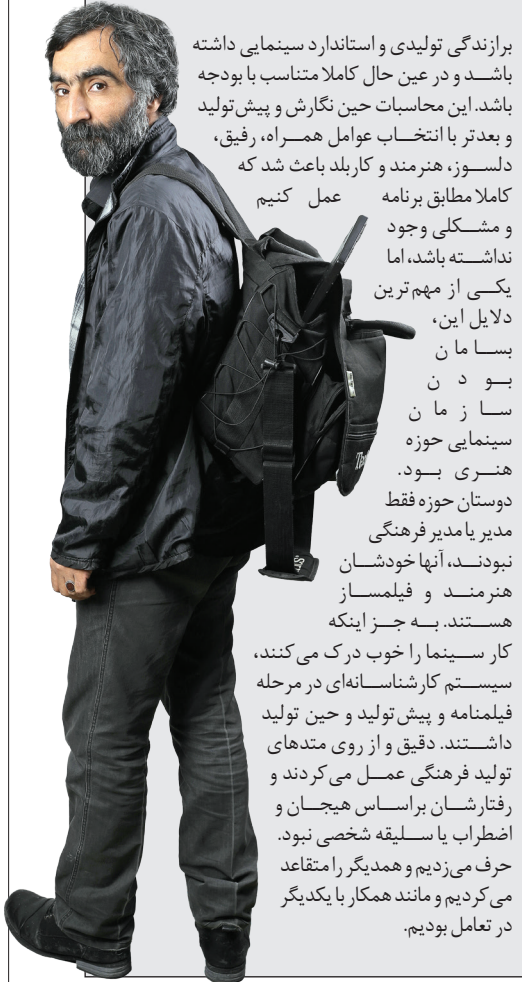 برازندگی تولیدی و استاندارد سینمایی داشته
باشد و در عین حال کاملا متناسب با بودجه
باشد. این محاسبات حین نگارش و پیش‌تولید
و بعدتر با انتخاب عوامل همراه، رفیق،
دلسوز، هنرمند و کاربلد باعث شد که
کاملا مطابق برنامه عمل کنیم
و مشکلی وجود
نداشته باشد، اما
یکی از مهم‌ترین
دلایل این،
بسامان
بودن
سازمان
سینمایی حوزه
هنری بود.
دوستان حوزه فقط
مدیر یا مدیر فرهنگی
نبودند، آنها خودشان
هنرمند و فیلمساز
هستند. به جز اینکه
کار سینما را خوب درک می‌کنند،
سیستم کارشناسانه‌ای در مرحله
فیلمنامه و پیش‌تولید و حین تولید
داشتند. دقیق و از روی متدهای
تولید فرهنگی عمل می‌کردند و
رفتارشان براساس هیجان و
اضطراب یا سلیقه شخصی نبود.
حرف می‌زدیم و همدیگر را متقاعد
می‌کردیم و مانند همکار با یکدیگر
در تعامل بودیم.